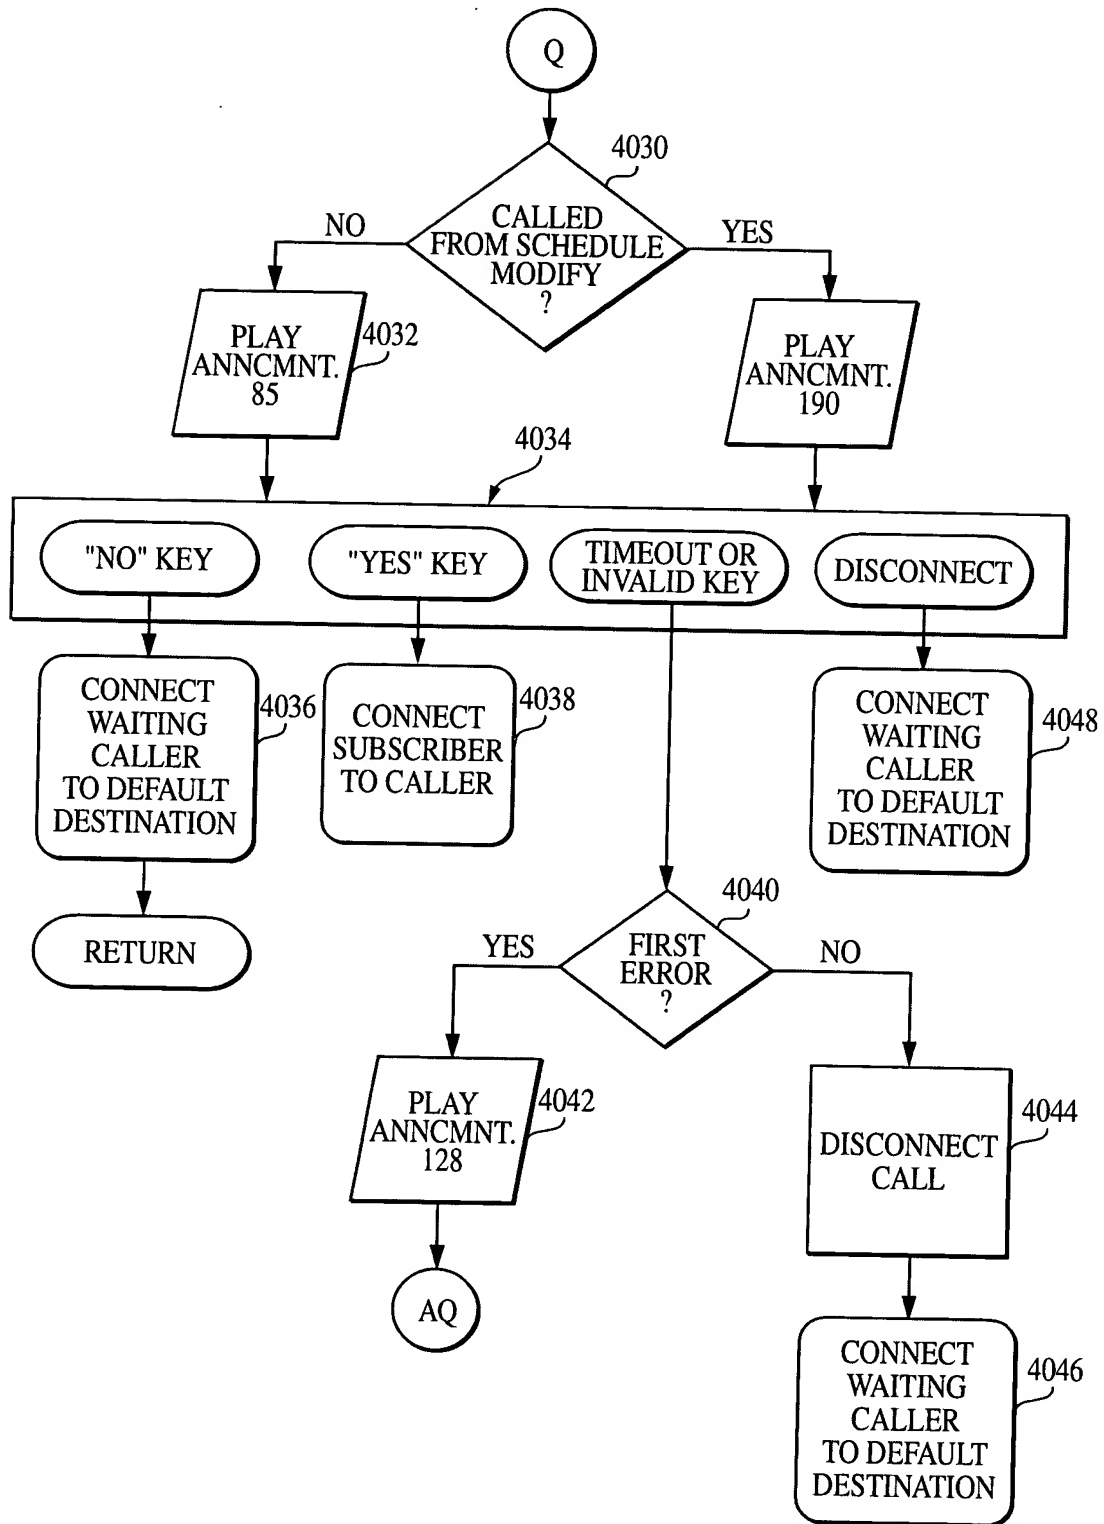 Q
4030
CALLED
FROM SCHEDULE
MODIFY
?
NO
YES
PLAY
ANNCMNT.
85
4032
PLAY
ANNCMNT.
190
4034
"NO" KEY
"YES" KEY
TIMEOUT OR
INVALID KEY
DISCONNECT
CONNECT
WAITING
CALLER
TO DEFAULT
DESTINATION
4036
CONNECT
SUBSCRIBER
TO CALLER
4038
CONNECT
WAITING
CALLER
TO DEFAULT
DESTINATION
4048
RETURN
4040
FIRST
ERROR
?
YES
NO
PLAY
ANNCMNT.
128
4042
DISCONNECT
CALL
4044
AQ
CONNECT
WAITING
CALLER
TO DEFAULT
DESTINATION
4046